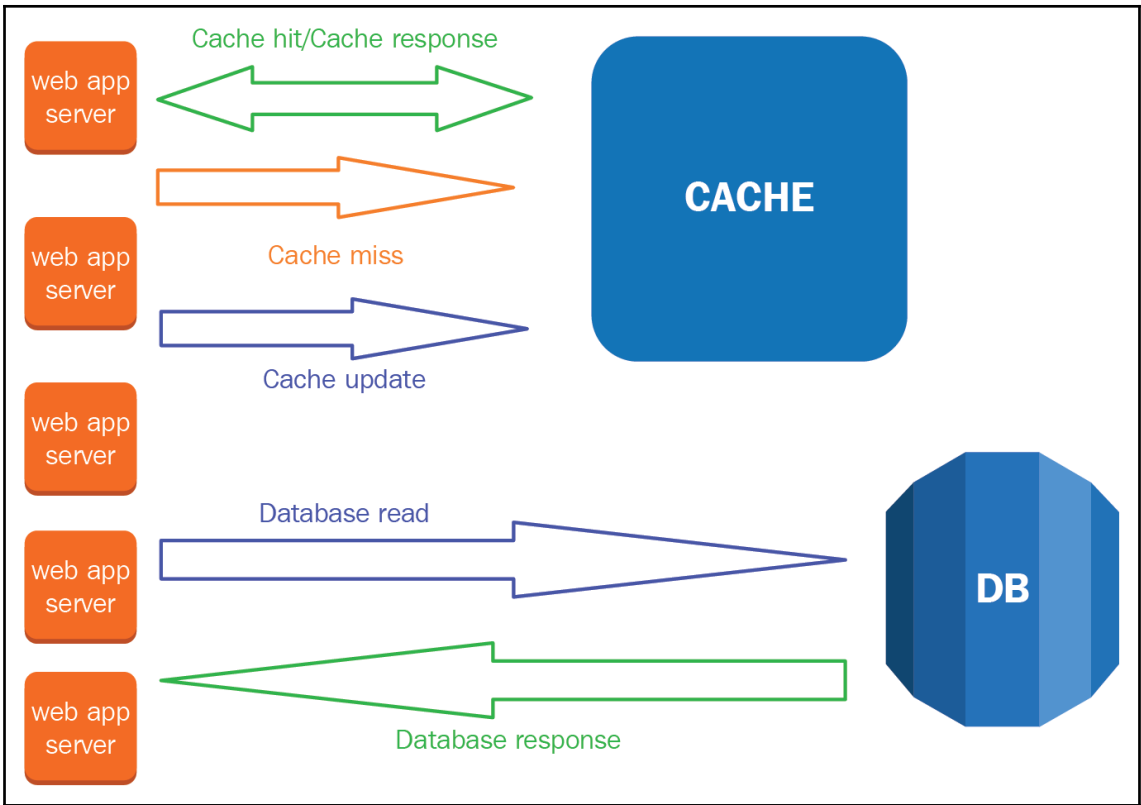 Cache hit/Cache response
web app
server
CACHE
Cache miss
web app
server
Cache update
web app
server
Database read
web app
server
DB
web app
server
Database response